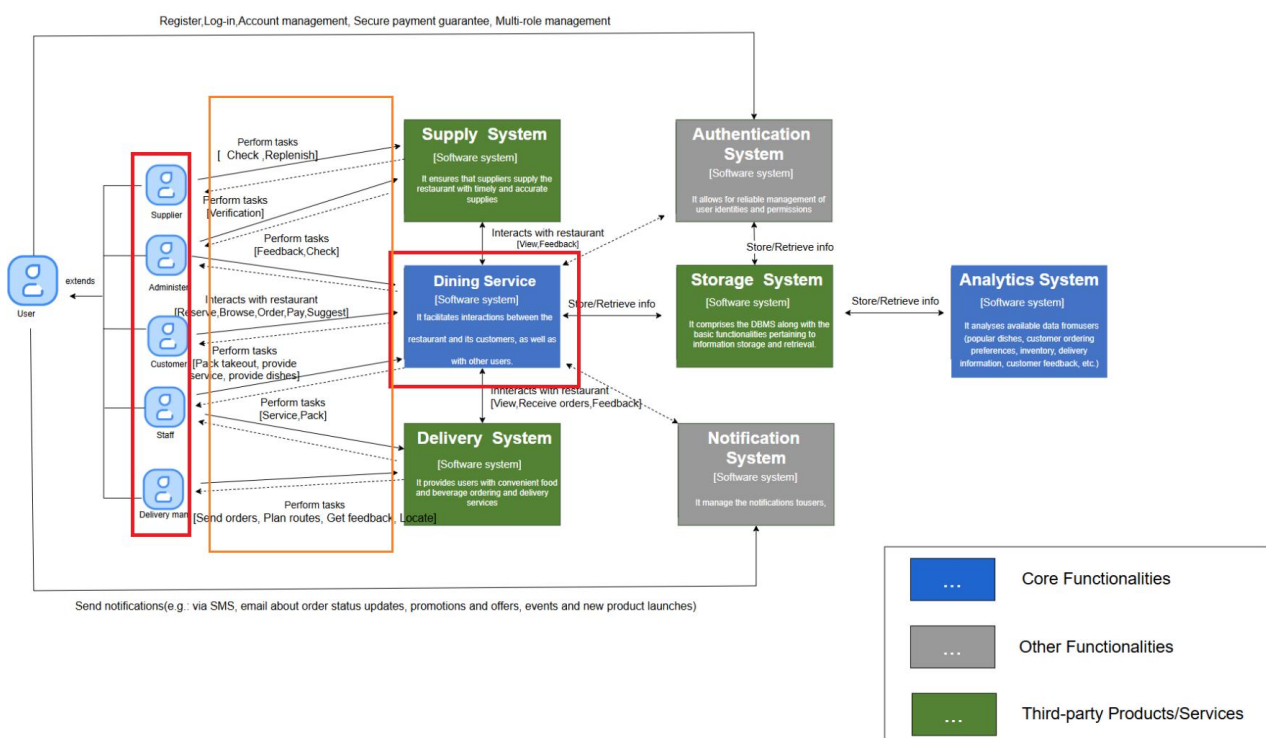 Register,Log-in,Account management, Secure payment guarantee, Multi-role management
Supply System
[Software system]
It ensures that suppliers supply the
restaurant with timely and accurate
supplies
Authentication
System
[Software system]
It allows for reliable management of
user identities and permissions
Perform tasks
[ Check ,Replenish]
Supplier
Perform tasks
[Verification]
Perform tasks
[Feedback,Check]
Interacts with restaurant
[View,Feedback]
Store/Retrieve info
User
extends
Administer
Dining Service
[Software system]
It facilitates interactions between the
restaurant and its customers, as well as
with other users.
Store/Retrieve info
Storage System
[Software system]
It comprises the DBMS along with the
basic functionalities pertaining to
information storage and retrieval.
Store/Retrieve info
Analytics System
[Software system]
It analyses available data fromusers
(popular dishes, customer ordering
preferences, inventory, delivery
information, customer feedback, etc.)
Interacts with restaurant
[Reserve,Browse,Order,Pay,Suggest]
Customer
Perform tasks
[Pack takeout, provide
service, provide dishes]
Innteracts with restaurant
[View,Receive orders,Feedback]
Perform tasks
[Service,Pack]
Staff
Delivery System
[Software system]
It provides users with convenient food
and beverage ordering and delivery
services
Notification
System
[Software system]
It manage the notifications tousers,
Delivery man
Perform tasks
[Send orders, Plan routes, Get feedback, Locate]
Send notifications(e.g.: via SMS, email about order status updates, promotions and offers, events and new product launches)
...
Core Functionalities
...
Other Functionalities
...
Third-party Products/Services